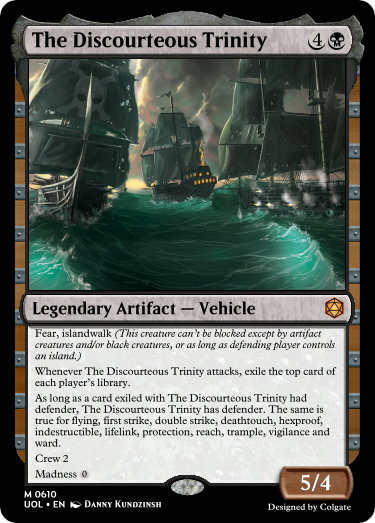 The Discourteous Trinity 4
Legendary Artifact — Vehicle
Fear, islandwalk (This creature can't be blocked except by artifact
creatures and/or black creatures, or as long as defending player controls
an island.)
Whenever The Discourteous Trinity attacks, exile the top card of
each player's library.
As long as a card exiled with The Discourteous Trinity had
defender, The Discourteous Trinity has defender. The same is
true for flying, first strike, double strike, deathtouch, hexproof,
indestructible, lifelink, protection, reach, trample, vigilance and
ward.
Crew 2
Madness 0
5/4
M 0610
UOL • EN Danny Kundzinsh
Designed by Colgate